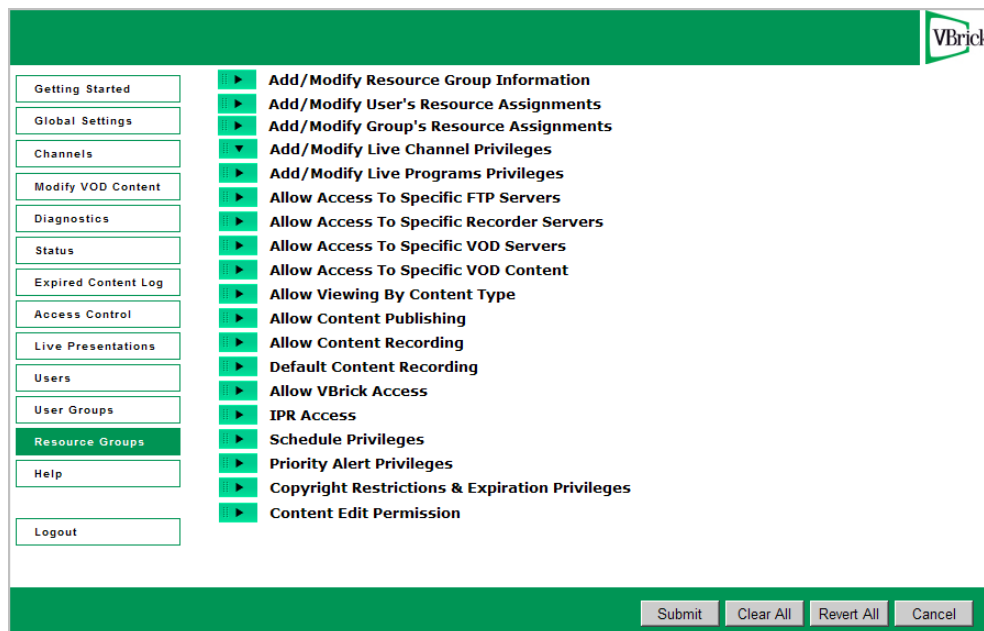 VBrick
Getting Started
Global Settings
Channels
Modify VOD Content
Diagnostics
Status
Expired Content Log
Access Control
Live Presentations
Users
User Groups
Resource Groups
Help
Logout
Add/Modify Resource Group Information
Add/Modify User's Resource Assignments
Add/Modify Group's Resource Assignments
Add/Modify Live Channel Privileges
Add/Modify Live Programs Privileges
Allow Access To Specific FTP Servers
Allow Access To Specific Recorder Servers
Allow Access To Specific VOD Servers
Allow Access To Specific VOD Content
Allow Viewing By Content Type
Allow Content Publishing
Allow Content Recording
Default Content Recording
Allow VBrick Access
IPR Access
Schedule Privileges
Priority Alert Privileges
Copyright Restrictions & Expiration Privileges
Content Edit Permission
Submit
Clear All
Revert All
Cancel